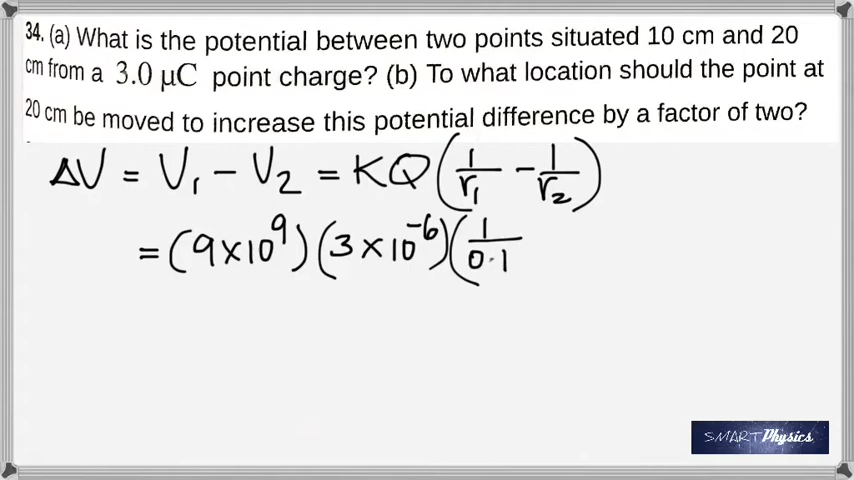 34. (a) What is the potential between two points situated 10 cm and 20
cm from a 3.0 μC point charge? (b) To what location should the point at
20 cm be moved to increase this potential difference by a factor of two?
ΔV = V₁ - V₂ = KQ(1/r₁ - 1/r₂)
= (9×10⁹)(3×10⁻⁶)(1/0.1
SMARTPhysics